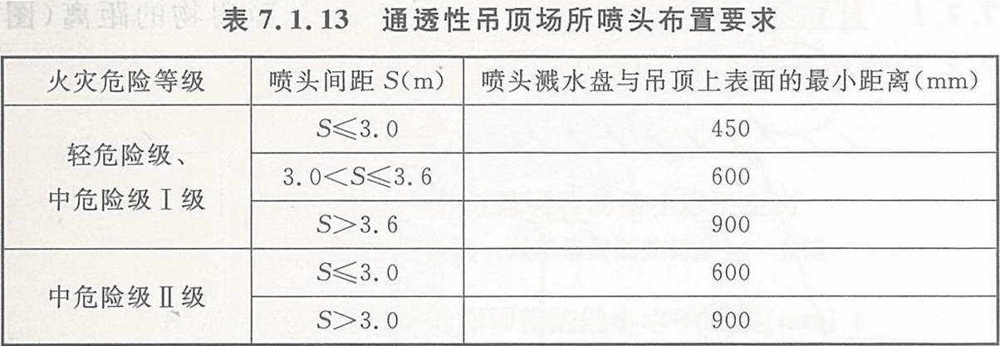 表 7.1.13 通透性吊顶场所喷头布置要求
火灾危险等级 喷头间距 S(m) 喷头溅水盘与吊顶上表面的最小距离(mm)
轻危险级、
中危险级Ⅰ级
S≤3.0 450
3.0<S≤3.6 600
S>3.6 900
中危险级Ⅱ级
S≤3.0 600
S>3.0 900